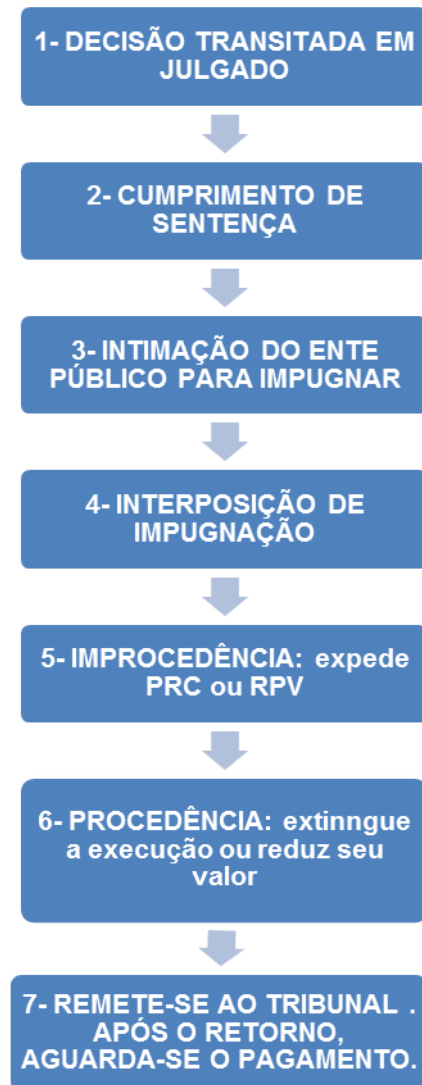 1- DECISÃO TRANSITADA EM
JULGADO
2- CUMPRIMENTO DE
SENTENÇA
3- INTIMAÇÃO DO ENTE
PÚBLICO PARA IMPUGNAR
4- INTERPOSIÇÃO DE
IMPUGNAÇÃO
5- IMPROCEDÊNCIA: expede
PRC ou RPV
6- PROCEDÊNCIA: extinngue
a execução ou reduz seu
valor
7- REMETE-SE AO TRIBUNAL .
APÓS O RETORNO,
AGUARDA-SE O PAGAMENTO.